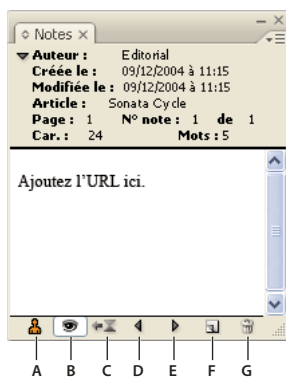 Notes
Auteur : Editorial
Créée le : 09/12/2004 à 11:15
Modifiée le : 09/12/2004 à 11:15
Article : Sonata Cycle
Page : 1 N° note : 1 de 1
Car. : 24 Mots : 5
Ajoutez l'URL ici.
A B C D E F G